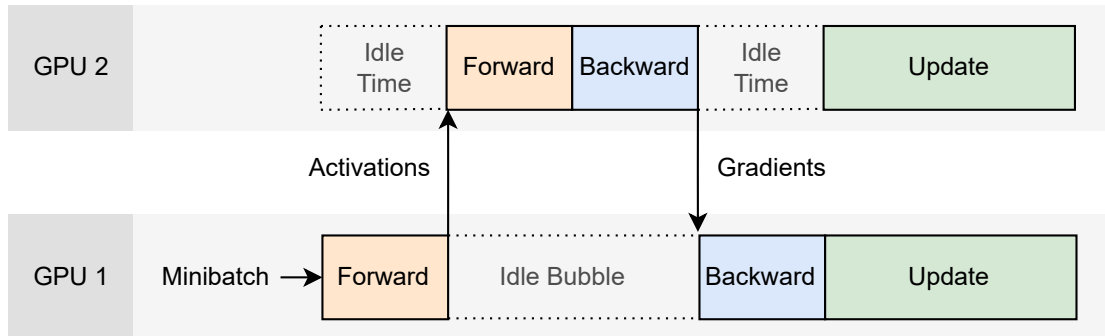 GPU 2
Idle
Time
Forward
Backward
Idle
Time
Update
Activations
Gradients
GPU 1
Minibatch
Forward
Idle Bubble
Backward
Update